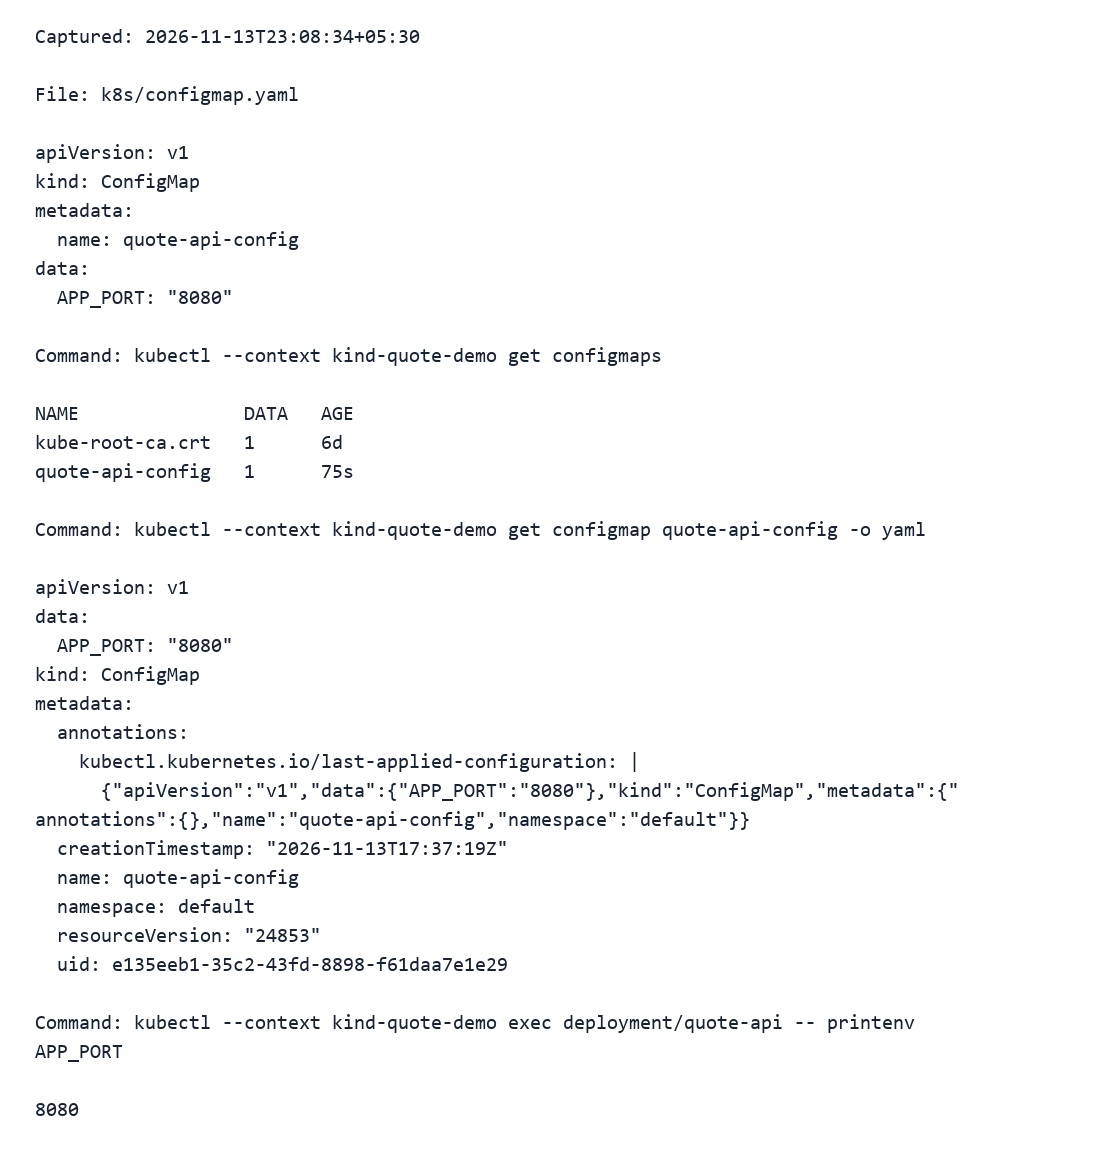 Captured: 2026-11-13T23:08:34+05:30
File: k8s/configmap.yaml
apiVersion: v1
kind: ConfigMap
metadata:
  name: quote-api-config
data:
  APP_PORT: "8080"
Command: kubectl --context kind-quote-demo get configmaps
NAME               DATA   AGE
kube-root-ca.crt   1      6d
quote-api-config   1      75s
Command: kubectl --context kind-quote-demo get configmap quote-api-config -o yaml
apiVersion: v1
data:
  APP_PORT: "8080"
kind: ConfigMap
metadata:
  annotations:
    kubectl.kubernetes.io/last-applied-configuration: |
      {"apiVersion":"v1","data":{"APP_PORT":"8080"},"kind":"ConfigMap","metadata":{"
annotations":{},"name":"quote-api-config","namespace":"default"}}
  creationTimestamp: "2026-11-13T17:37:19Z"
  name: quote-api-config
  namespace: default
  resourceVersion: "24853"
  uid: e135eeb1-35c2-43fd-8898-f61daa7e1e29
Command: kubectl --context kind-quote-demo exec deployment/quote-api -- printenv
APP_PORT
8080